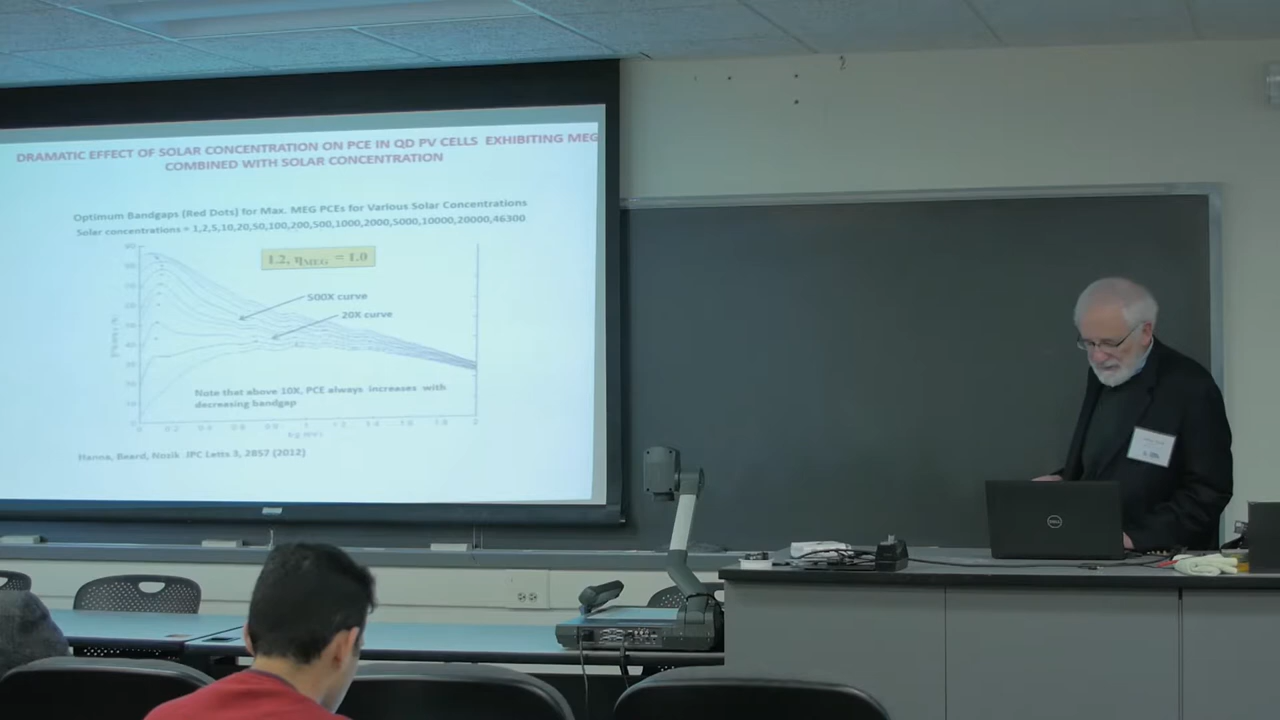 DRAMATIC EFFECT OF SOLAR CONCENTRATION ON PCE IN QD PV CELLS EXHIBITING MEG
COMBINED WITH SOLAR CONCENTRATION
Optimum Bandgaps (Red Dots) for Max. MEG PCEs for Various Solar Concentrations
Solar concentrations = 1,2,5,10,20,50,100,200,500,1000,2000,5000,10000,20000,46300
= 1.0
500X curve
20X curve
Note that above 10X, PCE always increases with
decreasing bandgap
Hanna, Beard, Nozik JPC Letts 3, 2857 (2012)
DELL